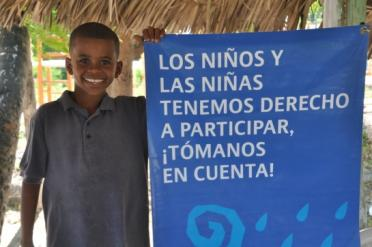 LOS NIÑOS Y
LAS NIÑAS
TENEMOS DERECHO
A PARTICIPAR,
¡TÓMANOS
EN CUENTA!